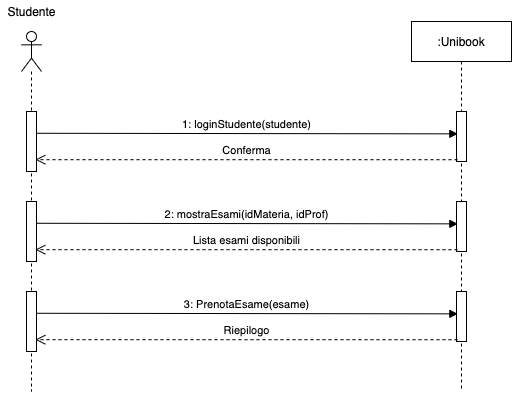 Studente
:Unibook
1: loginStudente(studente)
Conferma
2: mostraEsami(idMateria, idProf)
Lista esami disponibili
3: PrenotaEsame(esame)
Riepilogo